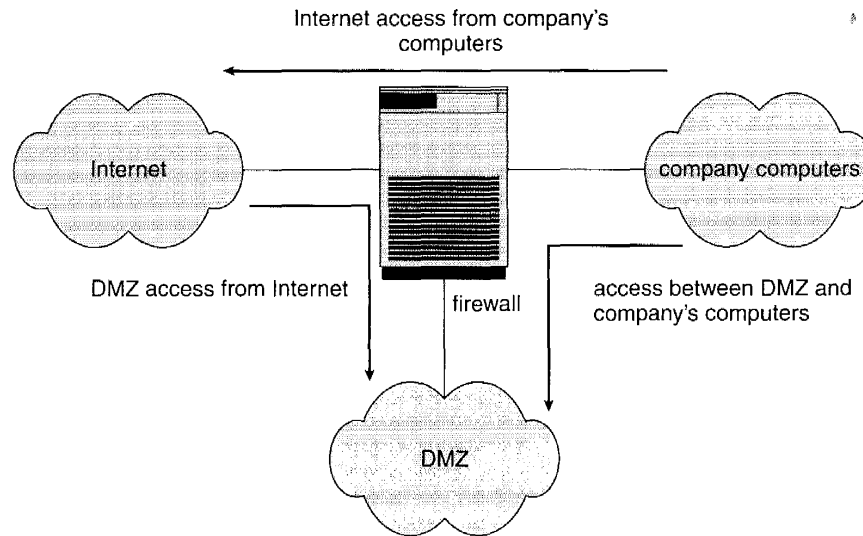 Internet access from company's
computers
Internet
company computers
DMZ access from Internet
firewall
access between DMZ and
company's computers
DMZ